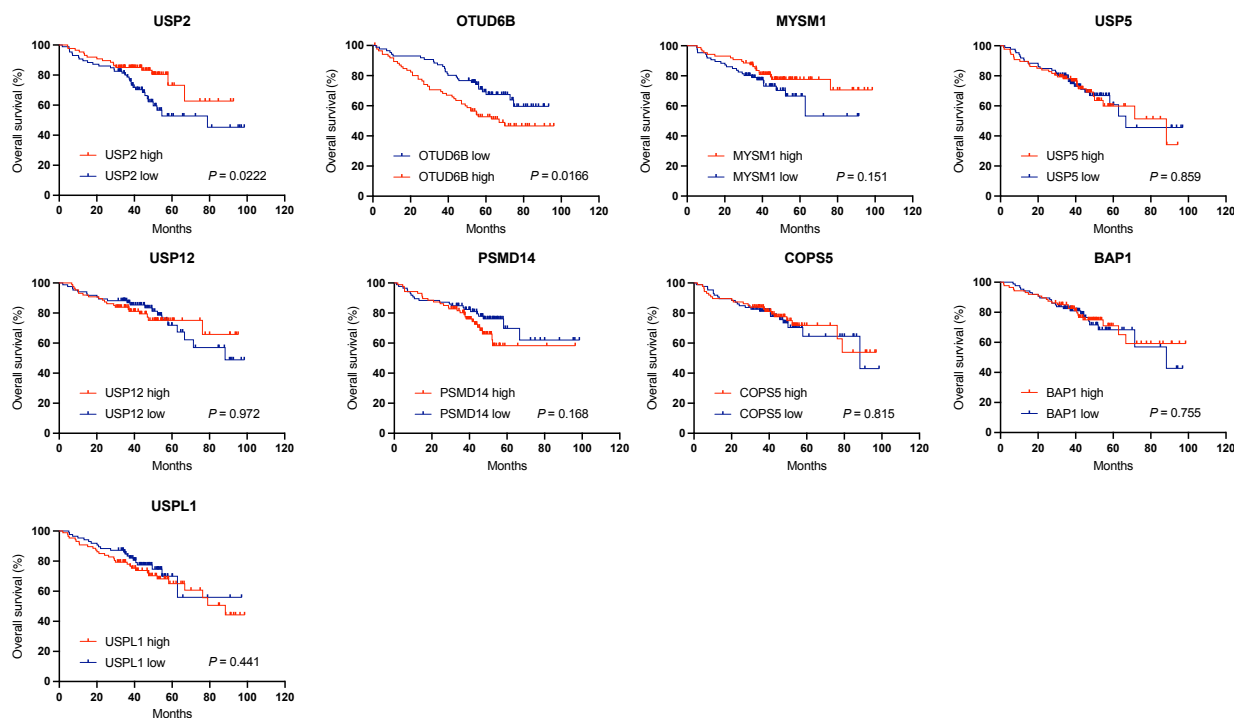 USP2
Overall survival (%)
100
80
60
40
80
0
USP2 high
USP2 low
P = 0.0222
0 20 40 60 80 100 120
Months
OTUD6B
Overall survival (%)
100
80
60
40
80
0
OTUD6B low
OTUD6B high
P = 0.0166
0 20 40 60 80 100 120
Months
MYSM1
Overall survival (%)
100
80
60
40
80
0
MYSM1 high
MYSM1 low
P = 0.151
0 20 40 60 80 100 120
Months
USP5
Overall survival (%)
100
80
60
40
80
0
USP5 high
USP5 low
P = 0.859
0 20 40 60 80 100 120
Months
USP12
Overall survival (%)
100
80
60
40
80
0
USP12 high
USP12 low
P = 0.972
0 20 40 60 80 100 120
Months
PSMD14
Overall survival (%)
100
80
60
40
80
0
PSMD14 high
PSMD14 low
P = 0.168
0 20 40 60 80 100 120
Months
COPS5
Overall survival (%)
100
80
60
40
80
0
COPS5 high
COPS5 low
P = 0.815
0 20 40 60 80 100 120
Months
BAP1
Overall survival (%)
100
80
60
40
80
0
BAP1 high
BAP1 low
P = 0.755
0 20 40 60 80 100 120
Months
USPL1
Overall survival (%)
100
80
60
40
80
0
USPL1 high
USPL1 low
P = 0.441
0 20 40 60 80 100 120
Months